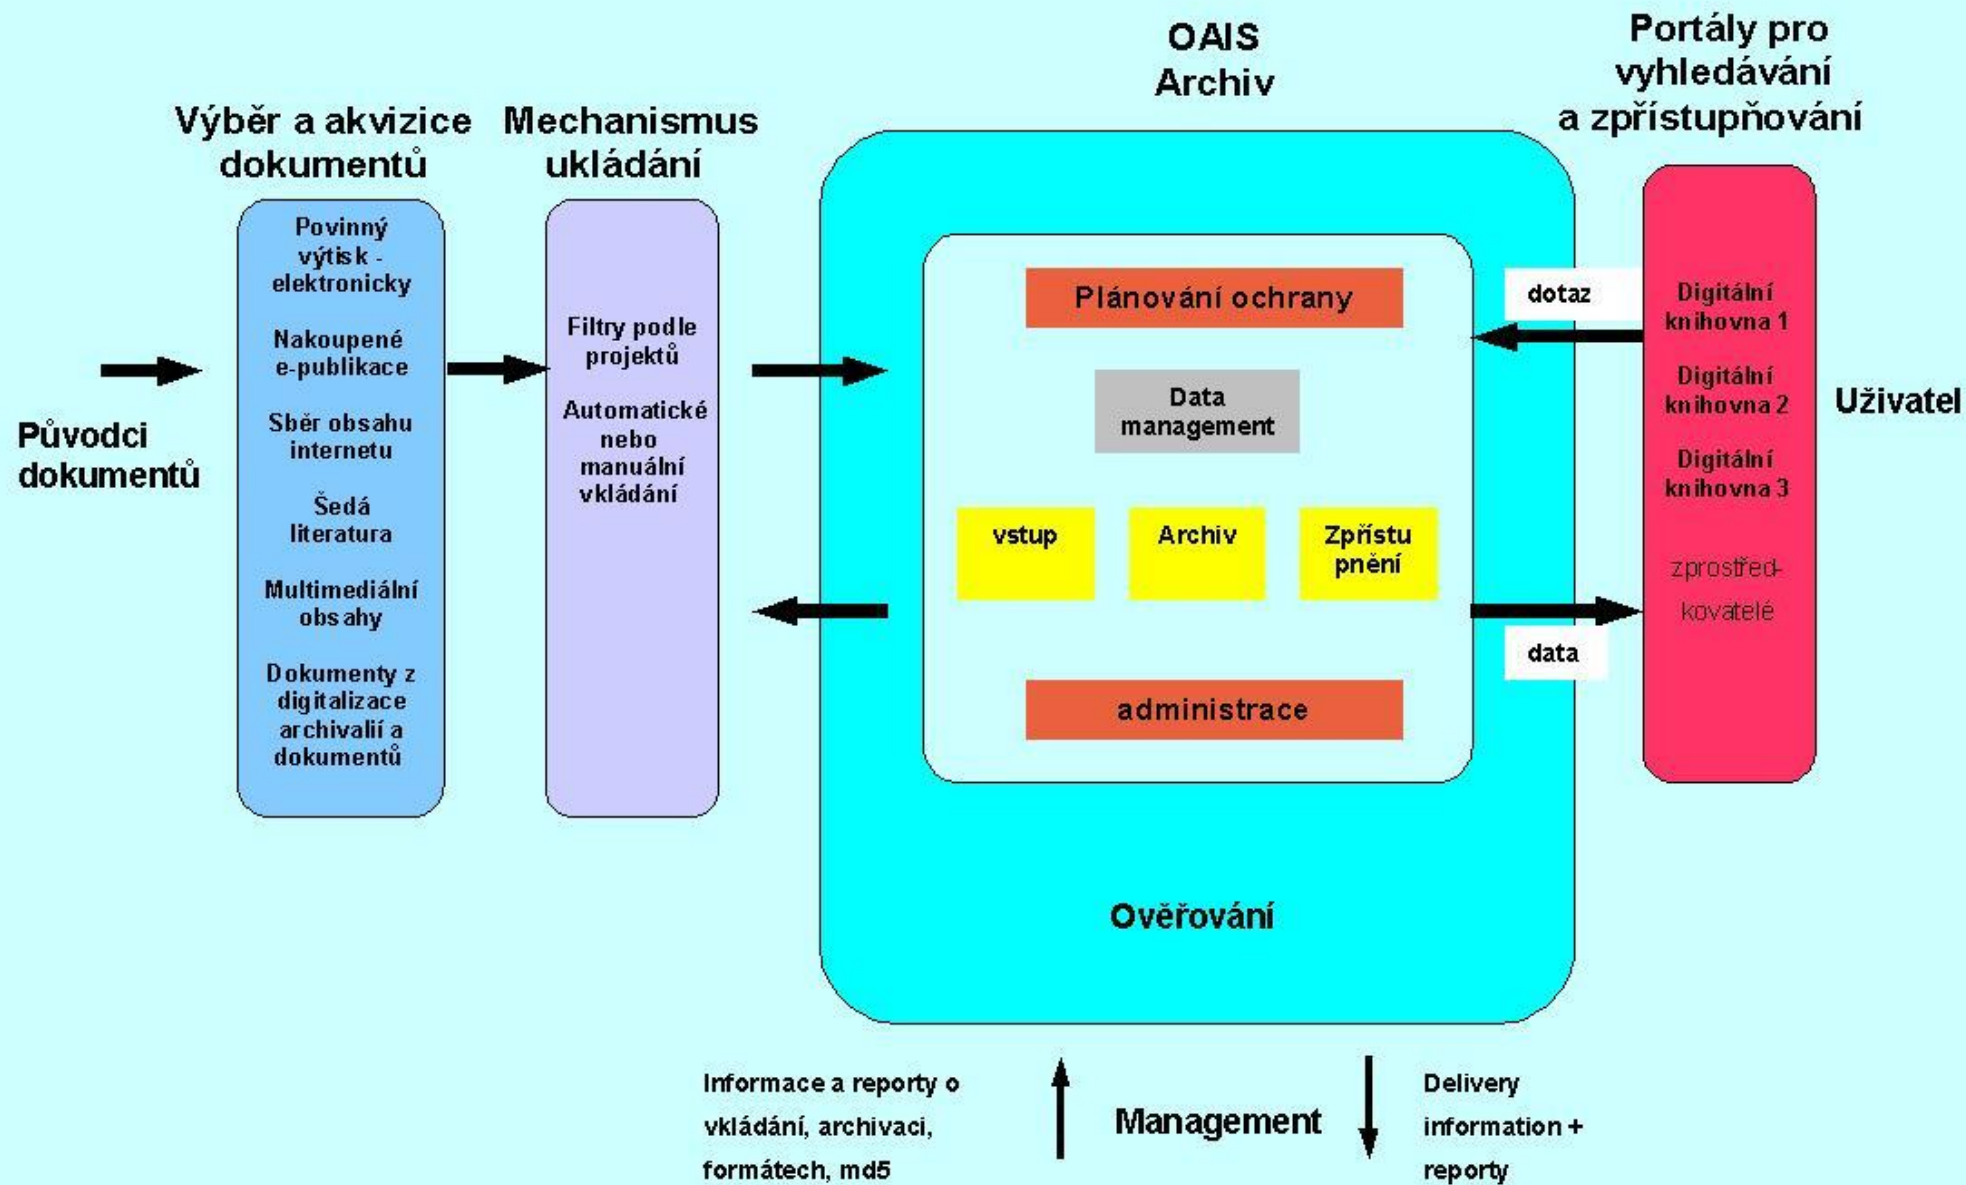 Původci
dokumentů
Výběr a akvizice
dokumentů
Povinný
výtisk -
elektronicky
Nakoupené
e-publikace
Sběr obsahu
internetu
Šedá
literatura
Multimediální
obsahy
Dokumenty z
digitalizace
archivalií a
dokumentů
Mechanismus
ukládání
Filtry podle
projektů
Automatické
nebo
manuální
vkládání
OAIS
Archiv
Plánování ochrany
Data
management
vstup
Archiv
Zpřístu
pnění
administrace
Ověřování
dotaz
data
Portály pro
vyhledávání
a zpřístupňování
Digitální
knihovna 1
Digitální
knihovna 2
Digitální
knihovna 3
zprostřed-
kovatelé
Uživatel
Informace a reporty o
vkládání, archivaci,
formátech, md5
Management
Delivery
information +
reporty